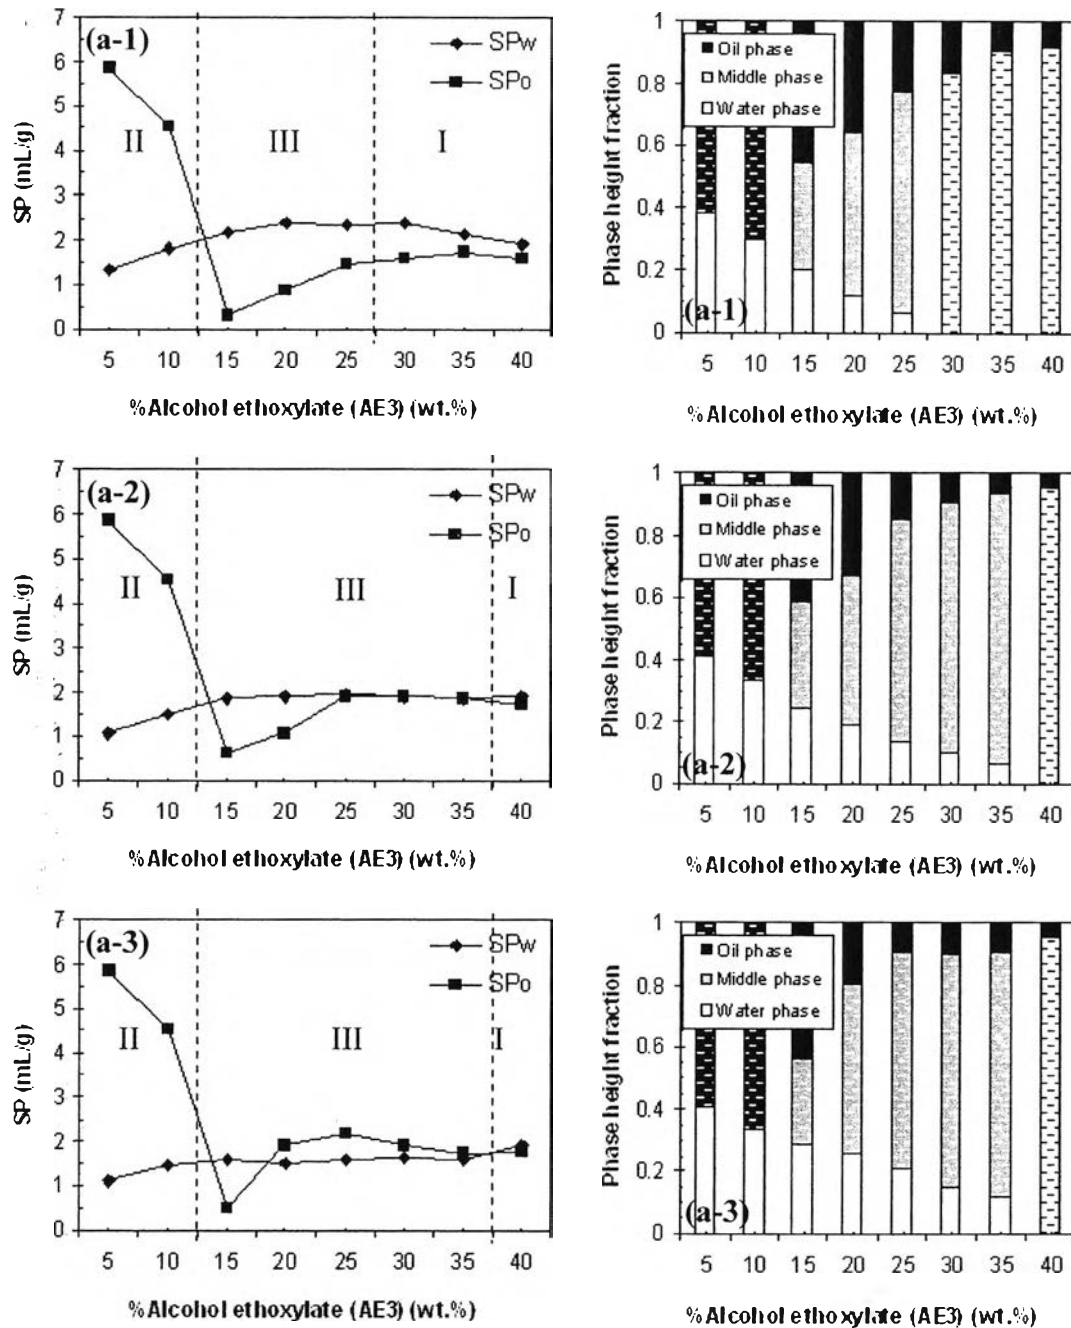 (a-1)
SPw
SPo
II
III
I
SP (mL/g)
7
6
5
4
3
2
1
0
5 10 15 20 25 30 35 40
%Alcohol ethoxylate (AE3) (wt.%)
Oil phase
Middle phase
Water phase
Phase height fraction
1
0.8
0.6
0.4
0.2
0
(a-1)
5 10 15 20 25 30 35 40
%Alcohol ethoxylate (AE3) (wt.%)
(a-2)
SPw
SPo
II
III
I
SP (mL/g)
7
6
5
4
3
2
1
0
5 10 15 20 25 30 35 40
%Alcohol ethoxylate (AE3) (wt.%)
Oil phase
Middle phase
Water phase
Phase height fraction
1
0.8
0.6
0.4
0.2
0
(a-2)
5 10 15 20 25 30 35 40
%Alcohol ethoxylate (AE3) (wt.%)
(a-3)
SPw
SPo
II
III
I
SP (mL/g)
7
6
5
4
3
2
1
0
5 10 15 20 25 30 35 40
%Alcohol ethoxylate (AE3) (wt.%)
Oil phase
Middle phase
Water phase
Phase height fraction
1
0.8
0.6
0.4
0.2
0
(a-3)
5 10 15 20 25 30 35 40
%Alcohol ethoxylate (AE3) (wt.%)